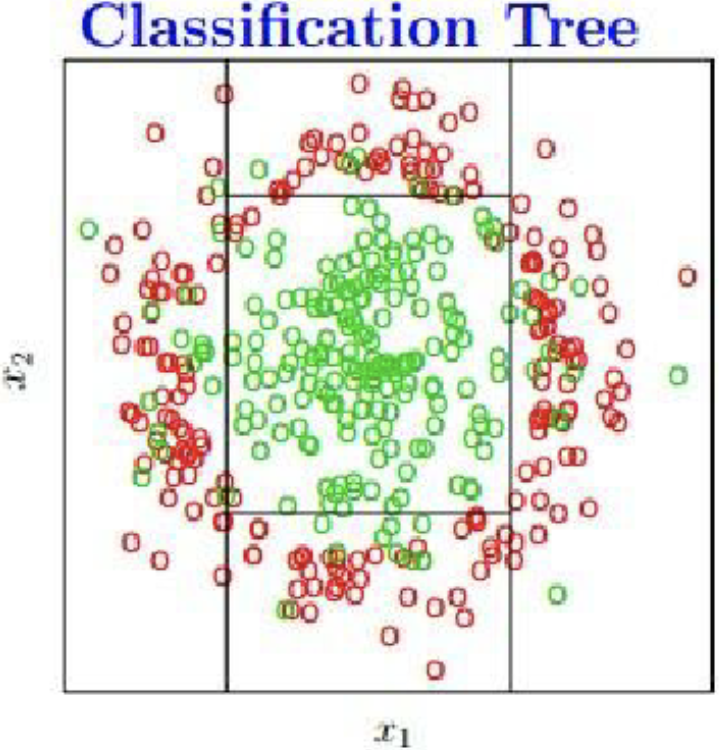 Classification Tree
x₂
x₁